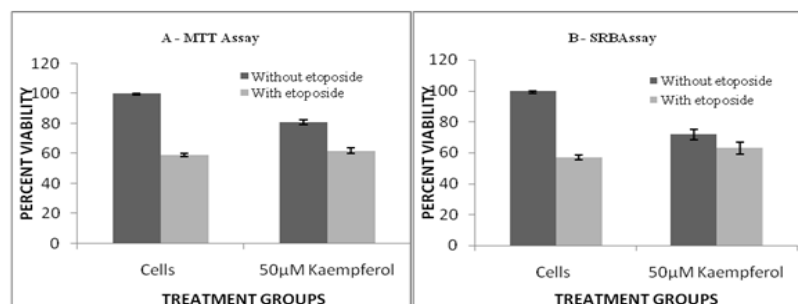 A - MTT Assay
120
100
80
60
40
20
0
PERCENT VIABILITY
Without etoposide
With etoposide
Cells
50µM Kaempferol
TREATMENT GROUPS
B - SRBAssay
120
100
80
60
40
20
0
PERCENT VIABILITY
Without etoposide
With etoposide
Cells
50µM Kaempferol
TREATMENT GROUPS